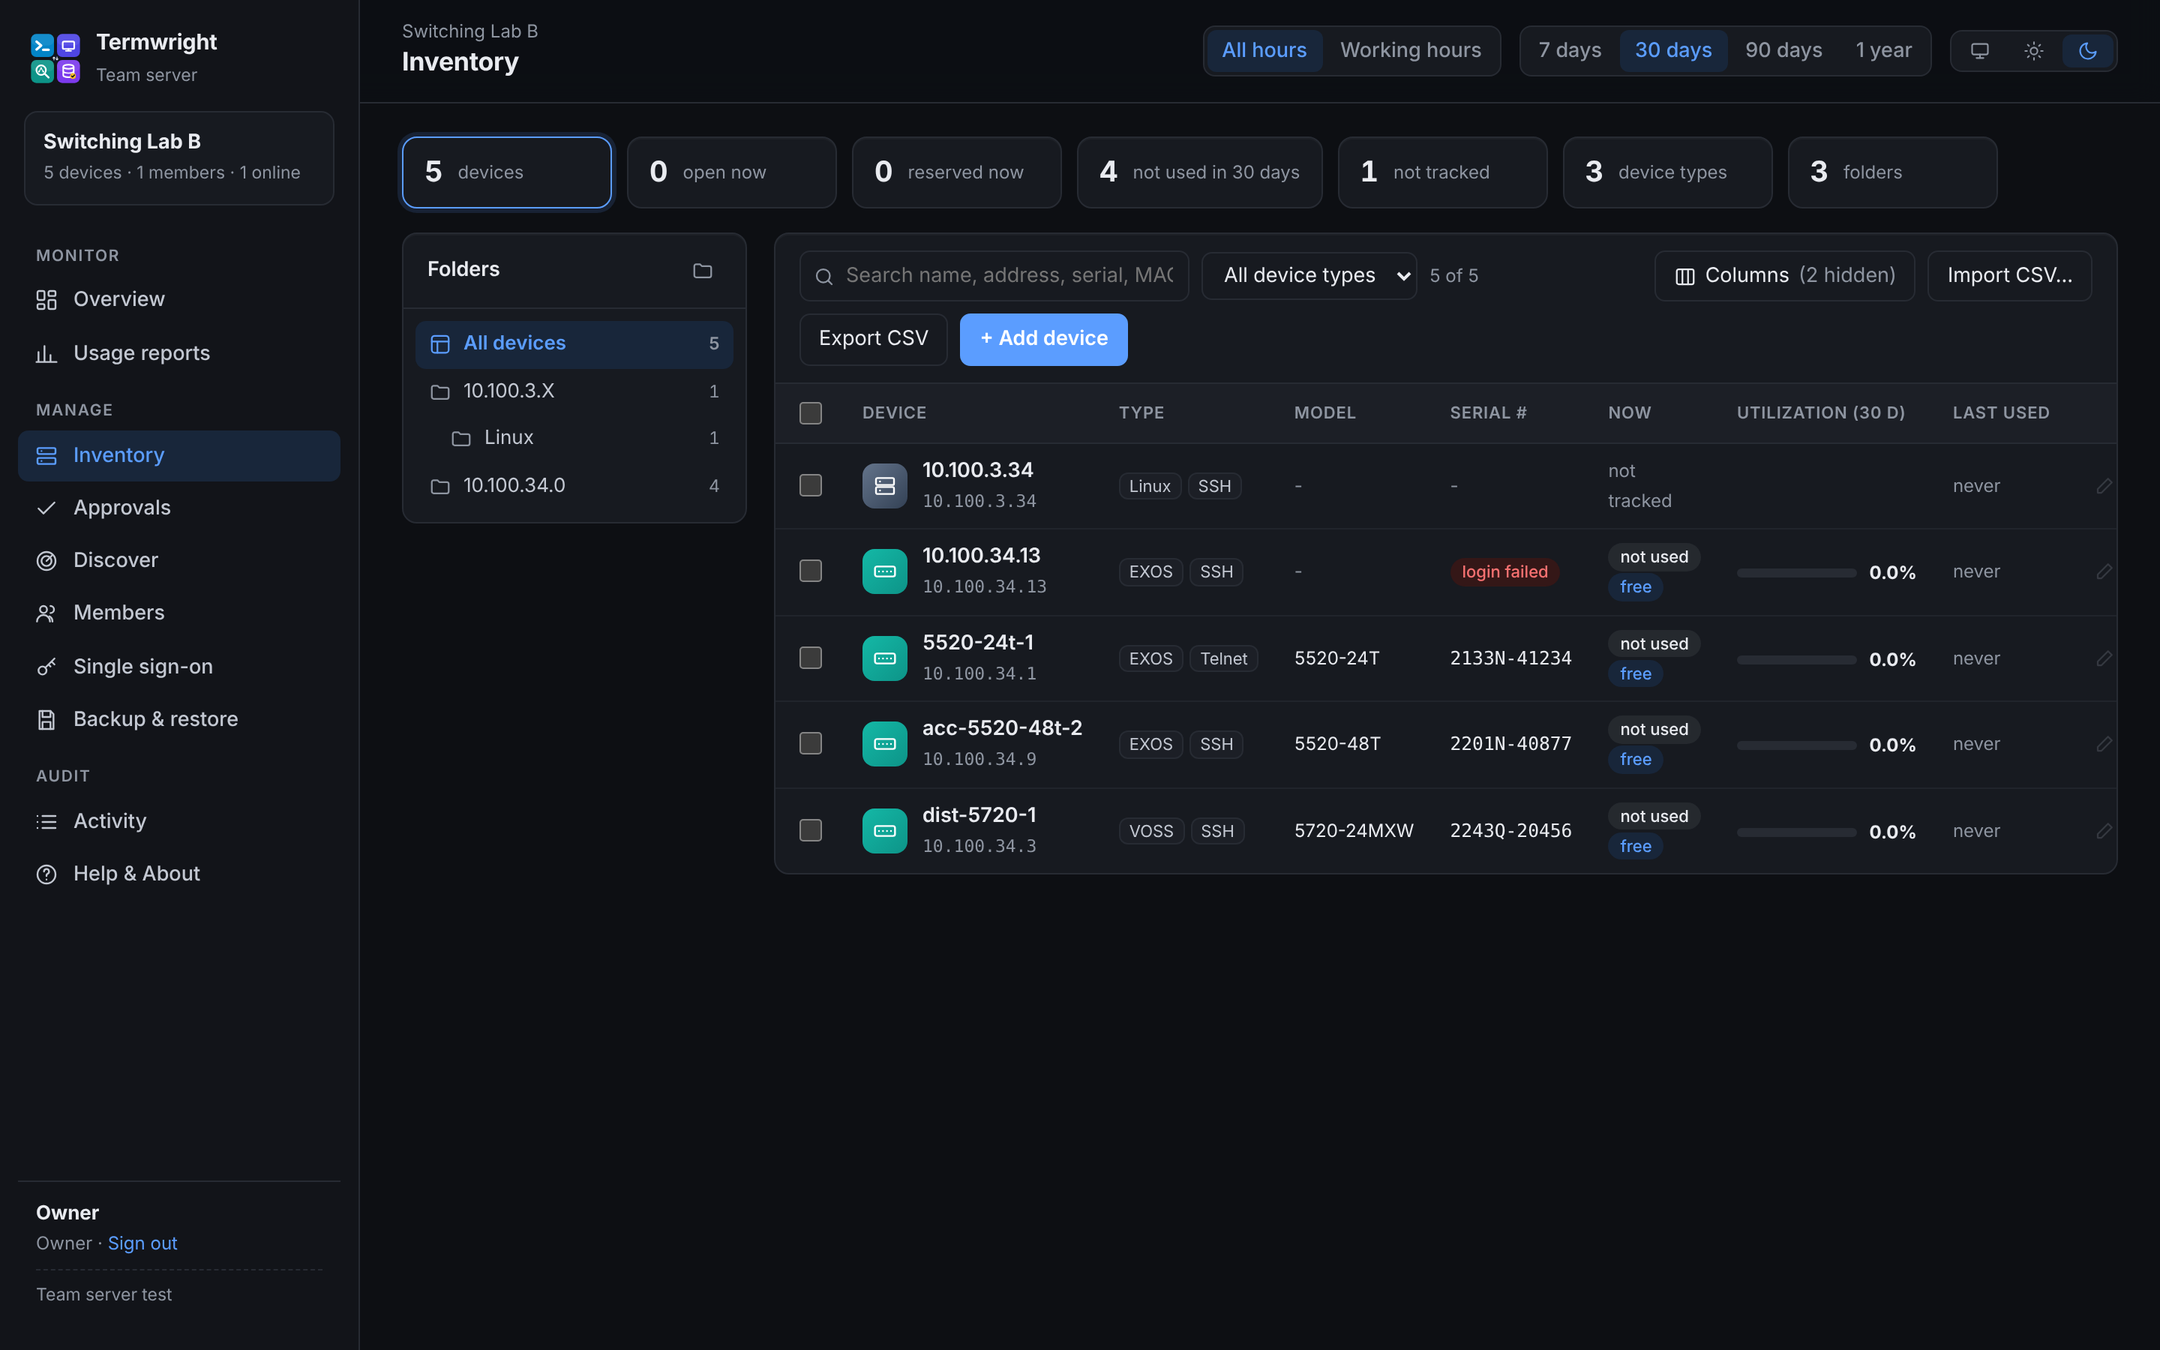 Termwright
Team server
Switching Lab B
5 devices · 1 members · 1 online
MONITOR
Overview
Usage reports
MANAGE
Inventory
Approvals
Discover
Members
Single sign-on
Backup & restore
AUDIT
Activity
Help & About
Owner
Owner · Sign out
Team server test
Switching Lab B
Inventory
All hours Working hours
7 days 30 days 90 days 1 year
5 devices
0 open now
0 reserved now
4 not used in 30 days
1 not tracked
3 device types
3 folders
Folders
All devices 5
10.100.3.X 1
Linux 1
10.100.34.0 4
Search name, address, serial, MAC
All device types
5 of 5
Columns (2 hidden)
Import CSV...
Export CSV
+ Add device
DEVICE TYPE MODEL SERIAL # NOW UTILIZATION (30 D) LAST USED
10.100.3.34 Linux SSH - - not tracked never
10.100.3.34
10.100.34.13 EXOS SSH - login failed not used 0.0% never
10.100.34.13 free
5520-24t-1 EXOS Telnet 5520-24T 2133N-41234 not used 0.0% never
10.100.34.1 free
acc-5520-48t-2 EXOS SSH 5520-48T 2201N-40877 not used 0.0% never
10.100.34.9 free
dist-5720-1 VOSS SSH 5720-24MXW 2243Q-20456 not used 0.0% never
10.100.34.3 free